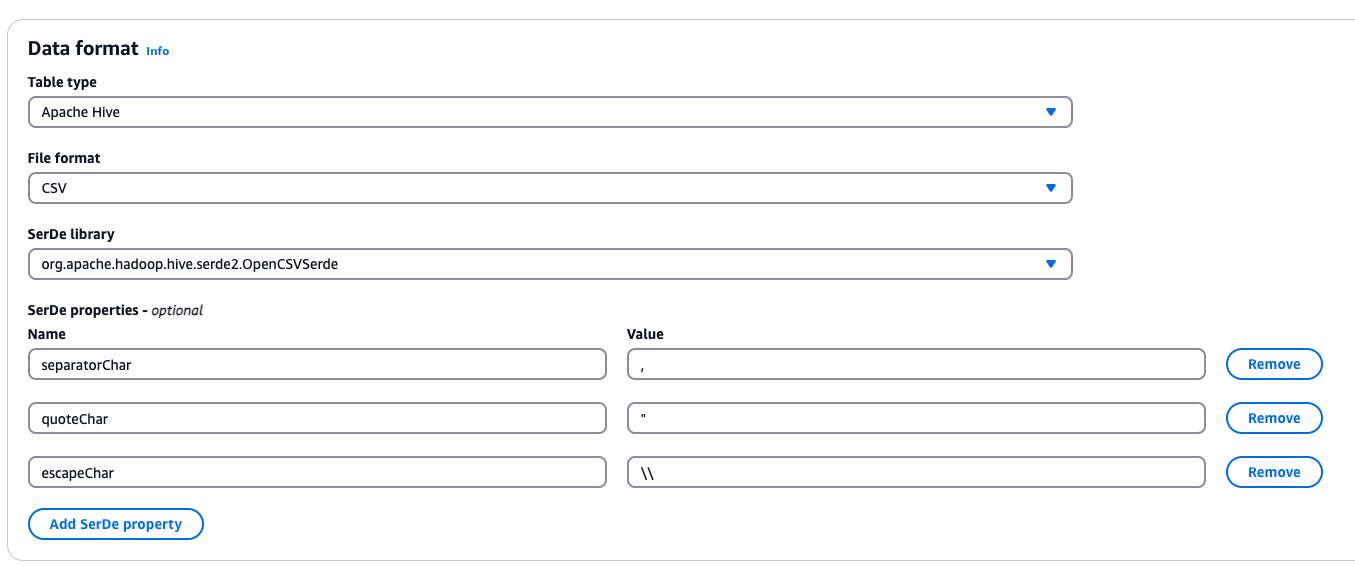 Data format Info
Table type
Apache Hive
File format
CSV
SerDe library
org.apache.hadoop.hive.serde2.OpenCSVSerde
SerDe properties - optional
Name Value
separatorChar , Remove
quoteChar " Remove
escapeChar \\ Remove
Add SerDe property